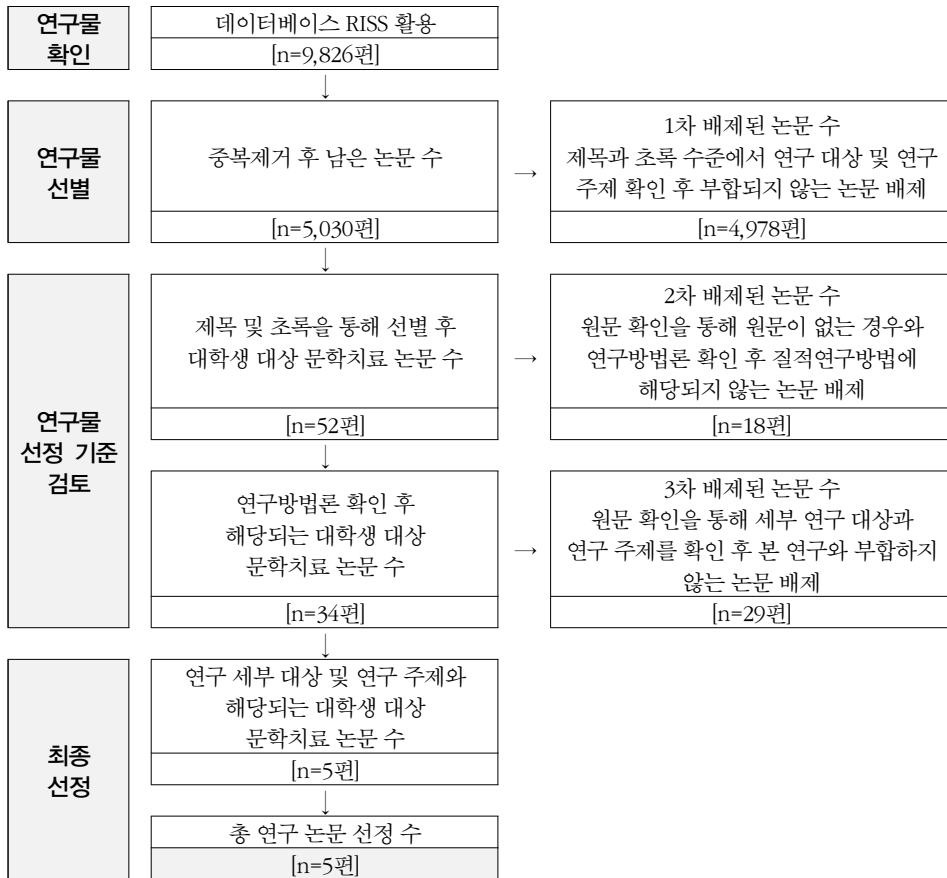 연구물
확인
데이터베이스 RISS 활용
[n=9,826편]
↓
연구물
선별
중복제거 후 남은 논문 수
[n=5,030편]
→
1차 배제된 논문 수
제목과 초록 수준에서 연구 대상 및 연구
주제 확인 후 부합되지 않는 논문 배제
[n=4,978편]
↓
연구물
선정 기준
검토
제목 및 초록을 통해 선별 후
대학생 대상 문학치료 논문 수
[n=52편]
→
2차 배제된 논문 수
원문 확인을 통해 원문이 없는 경우와
연구방법론 확인 후 질적연구방법에
해당되지 않는 논문 배제
[n=18편]
↓
연구방법론 확인 후
해당되는 대학생 대상
문학치료 논문 수
[n=34편]
→
3차 배제된 논문 수
원문 확인을 통해 세부 연구 대상과
연구 주제를 확인 후 본 연구와 부합하지
않는 논문 배제
[n=29편]
↓
최종
선정
연구 세부 대상 및 연구 주제와
해당되는 대학생 대상
문학치료 논문 수
[n=5편]
↓
총 연구 논문 선정 수
[n=5편]